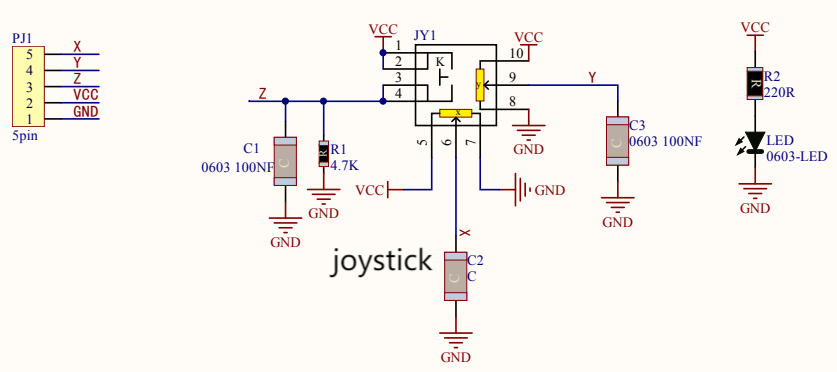 PJ1
5 X
4 Y
3 Z
2 VCC
1 GND
5pin
VCC
JY1
1
2
3
4
K
VCC
10
9
8
Y
y
x
5
6
7
Z
C1
0603 100NF
C
GND
R1
4.7K
R
GND
VCC
GND
GND
X
joystick
C2
C
C
GND
C3
0603 100NF
C
GND
VCC
R2
220R
R
LED
0603-LED
GND